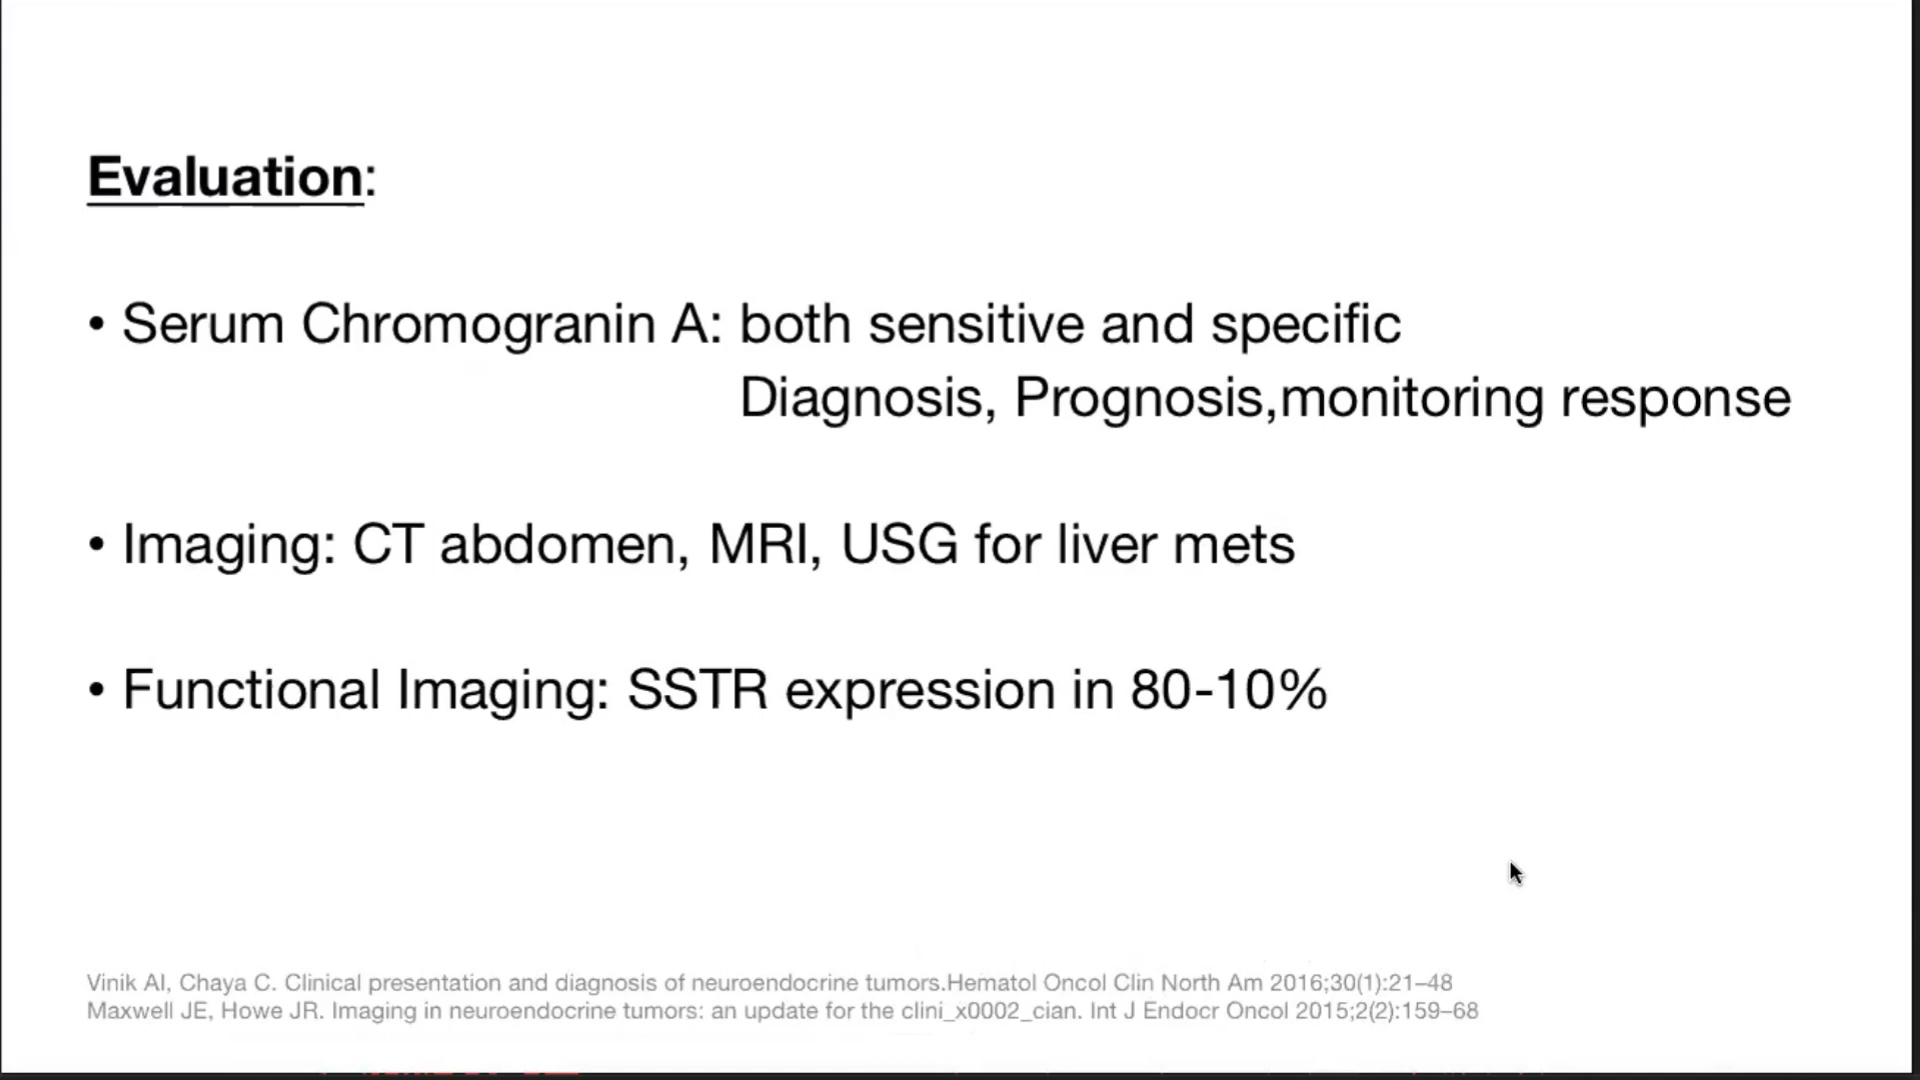 Evaluation:
• Serum Chromogranin A: both sensitive and specific
Diagnosis, Prognosis,monitoring response
• Imaging: CT abdomen, MRI, USG for liver mets
• Functional Imaging: SSTR expression in 80-10%
Vinik AI, Chaya C. Clinical presentation and diagnosis of neuroendocrine tumors.Hematol Oncol Clin North Am 2016;30(1):21–48
Maxwell JE, Howe JR. Imaging in neuroendocrine tumors: an update for the clini_x0002_cian. Int J Endocr Oncol 2015;2(2):159–68